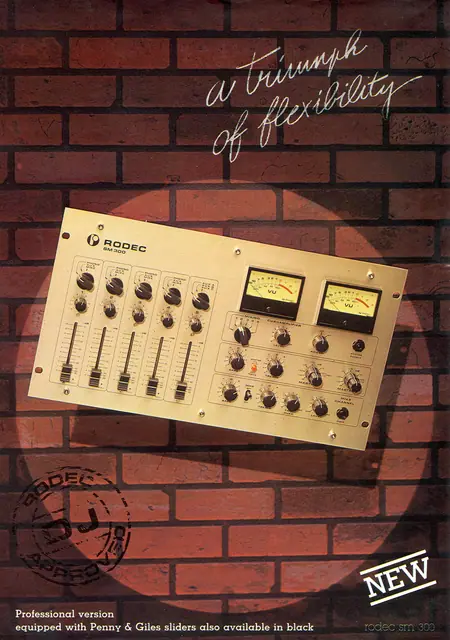 a triumph
of flexibility
RODEC
SM 300
VU
VU
RODEC
DJ
APPROVED
NEW
Professional version
equipped with Penny & Giles sliders also available in black
rodec sm 300